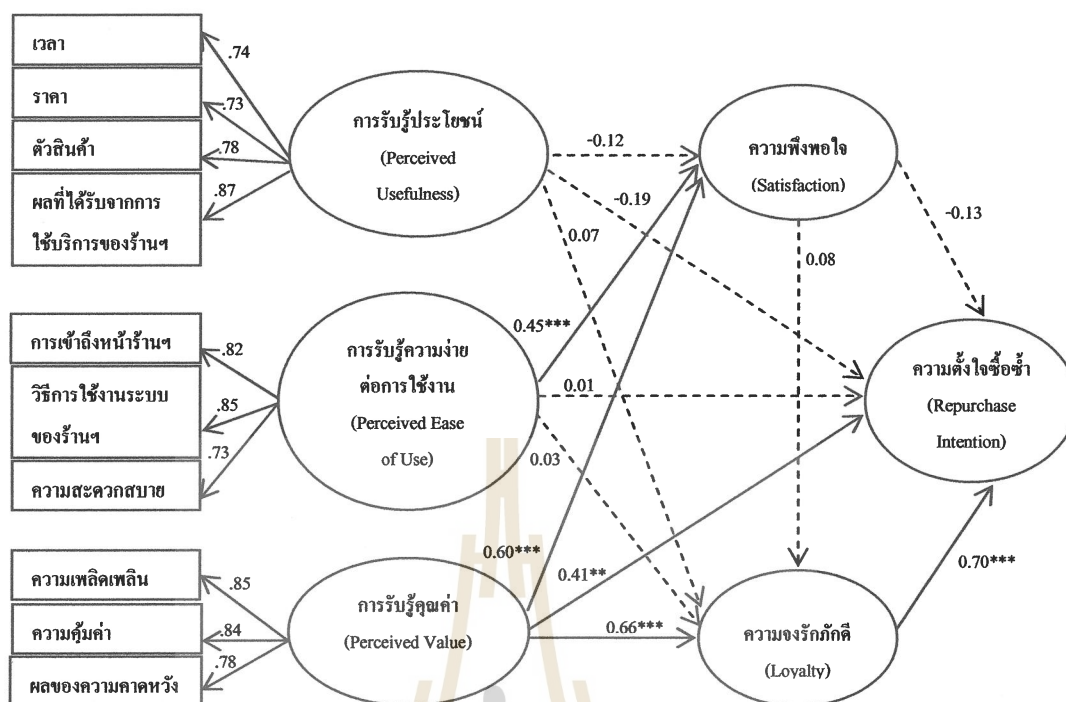 เวลา
ราคา
ตัวสินค้า
ผลที่ได้รับจากการ
ใช้บริการของร้านฯ
.74
.73
.78
.87
การรับรู้ประโยชน์
(Perceived
Usefulness)
-0.12
-0.19
0.07
ความพึงพอใจ
(Satisfaction)
-0.13
0.08
การเข้าถึงหน้าร้านฯ
วิธีการใช้งานระบบ
ของร้านฯ
ความสะดวกสบาย
.82
.85
.73
การรับรู้ความง่าย
ต่อการใช้งาน
(Perceived Ease
of Use)
0.45***
0.01
0.03
ความตั้งใจซื้อซ้ำ
(Repurchase
Intention)
ความเพลิดเพลิน
ความคุ้มค่า
ผลของความคาดหวัง
.85
.84
.78
การรับรู้คุณค่า
(Perceived Value)
0.60***
0.41**
0.66***
ความจงรักภักดี
(Loyalty)
0.70***